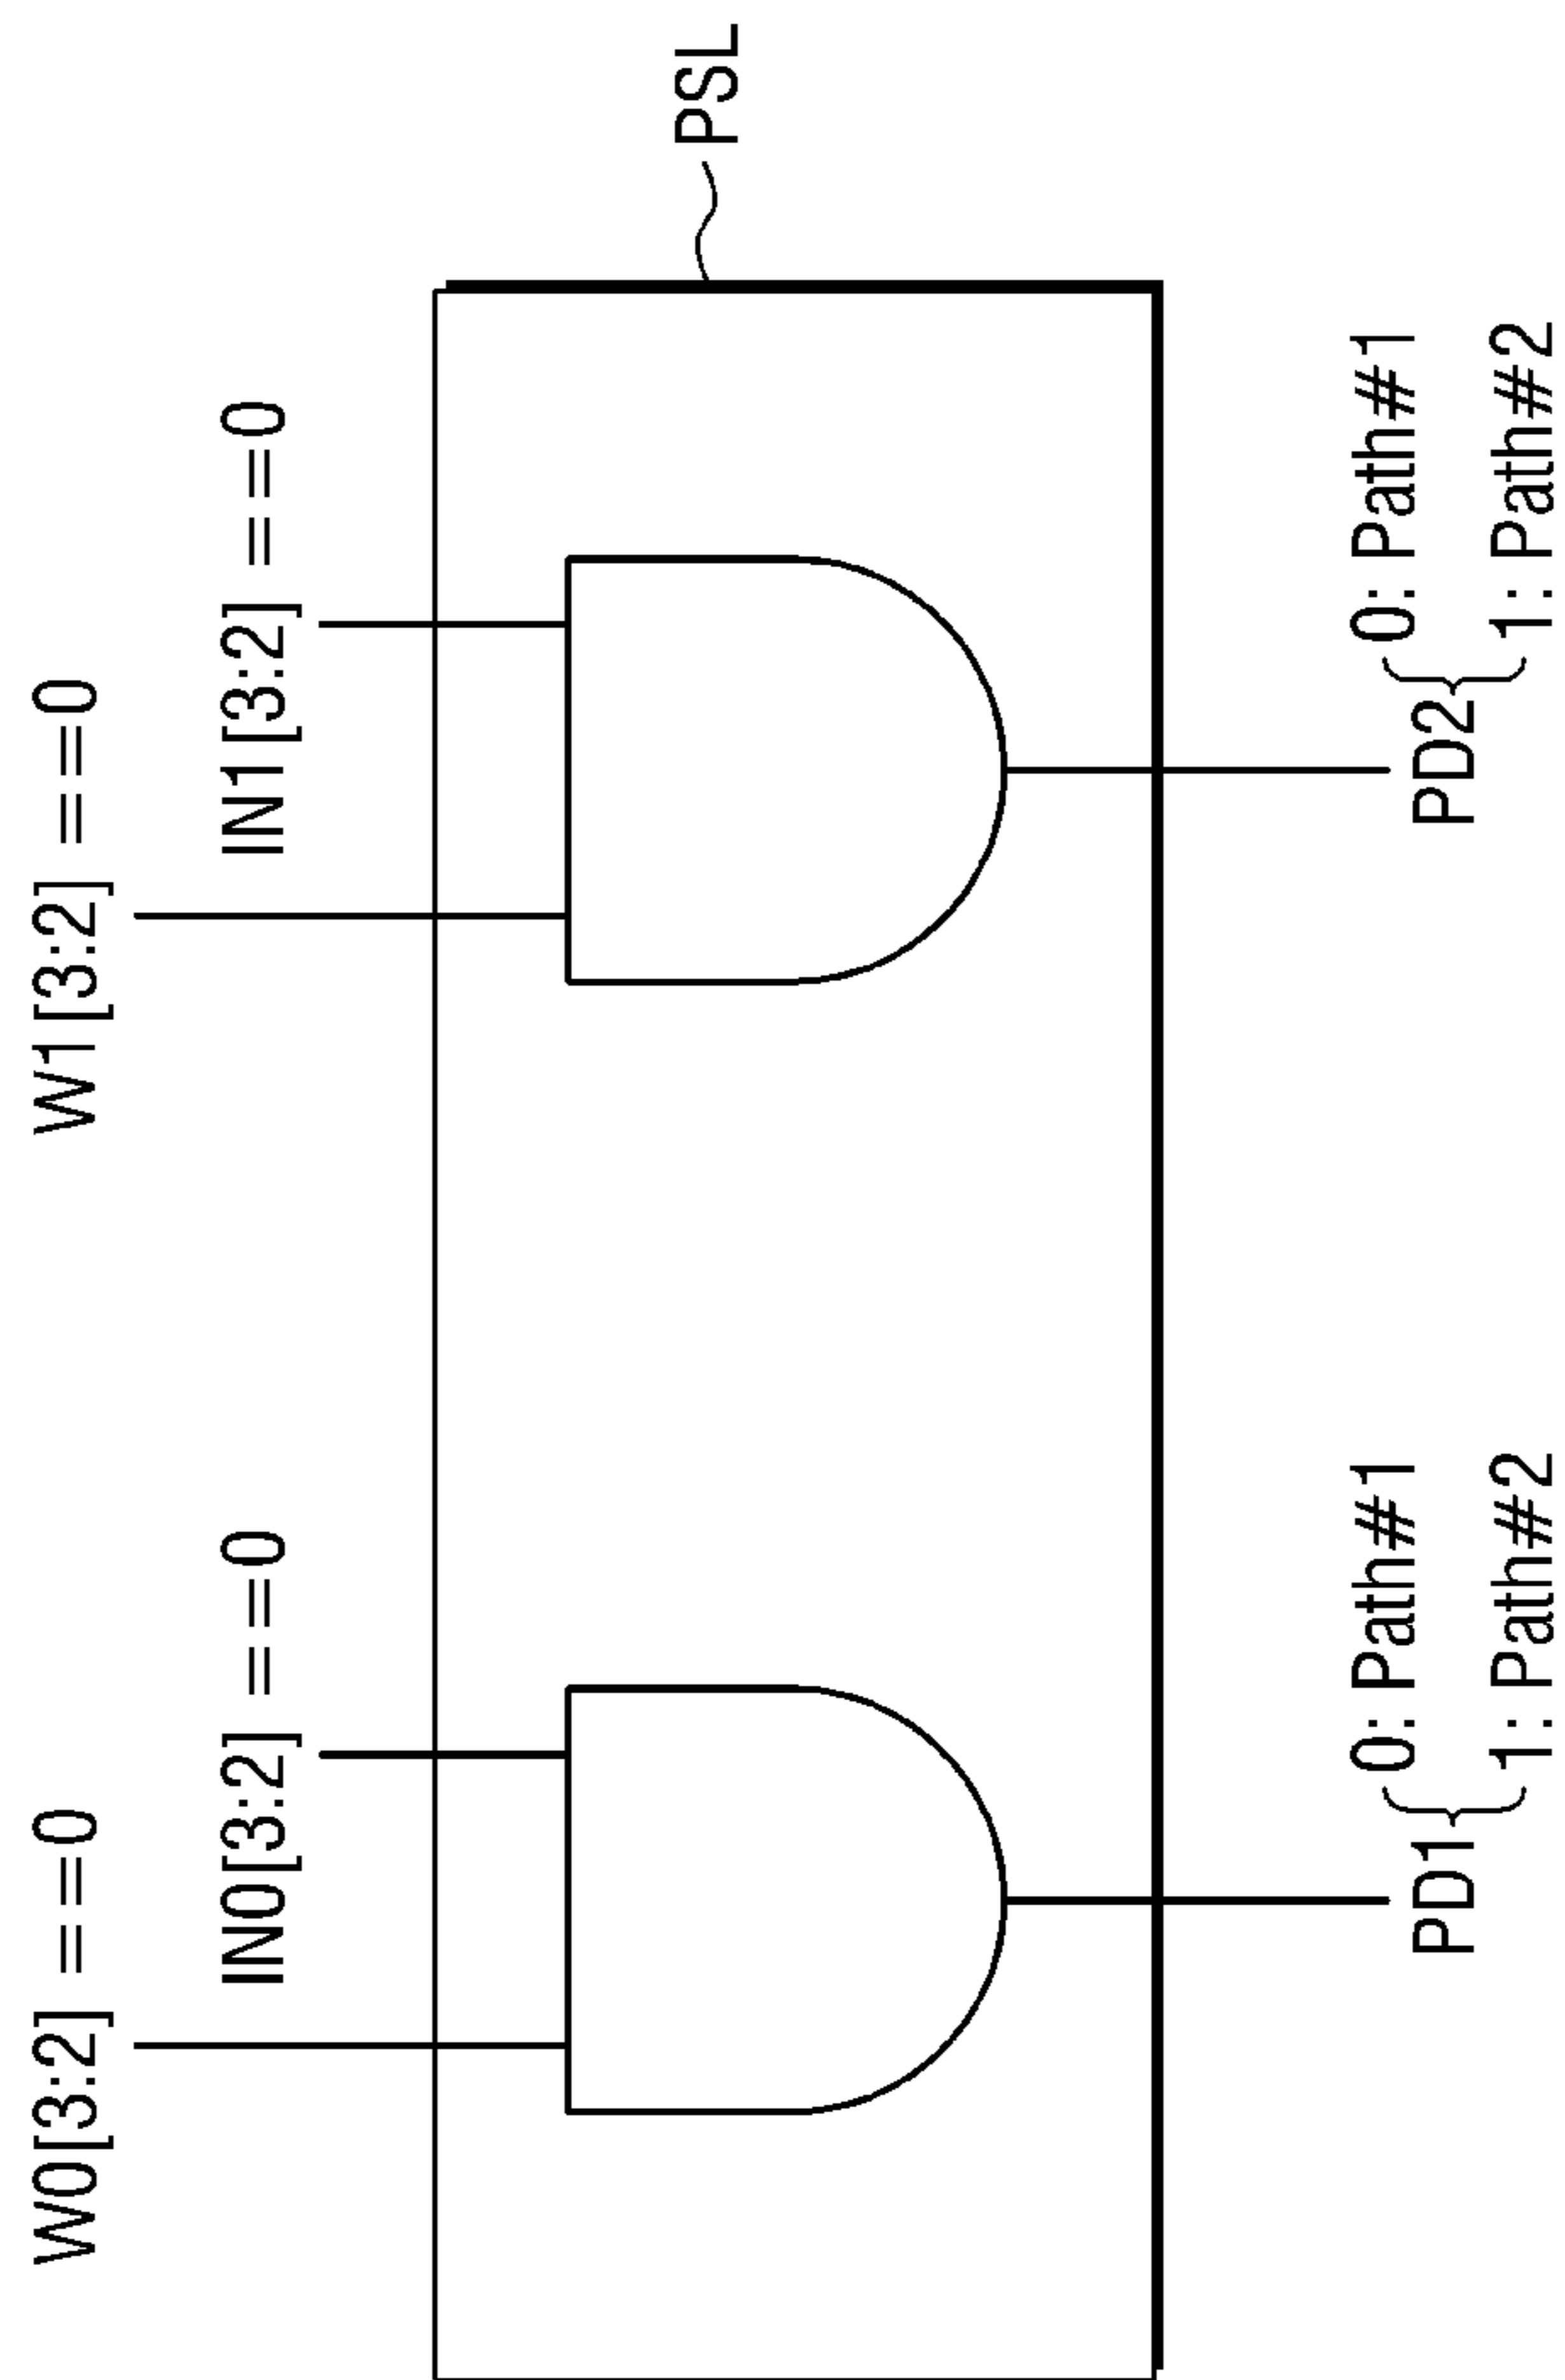 W0[3:2] ==0
W1[3:2] ==0
IN0[3:2] ==0
IN1[3:2] ==0
PSL
PD1
0: Path#1
1: Path#2
PD2
0: Path#1
1: Path#2